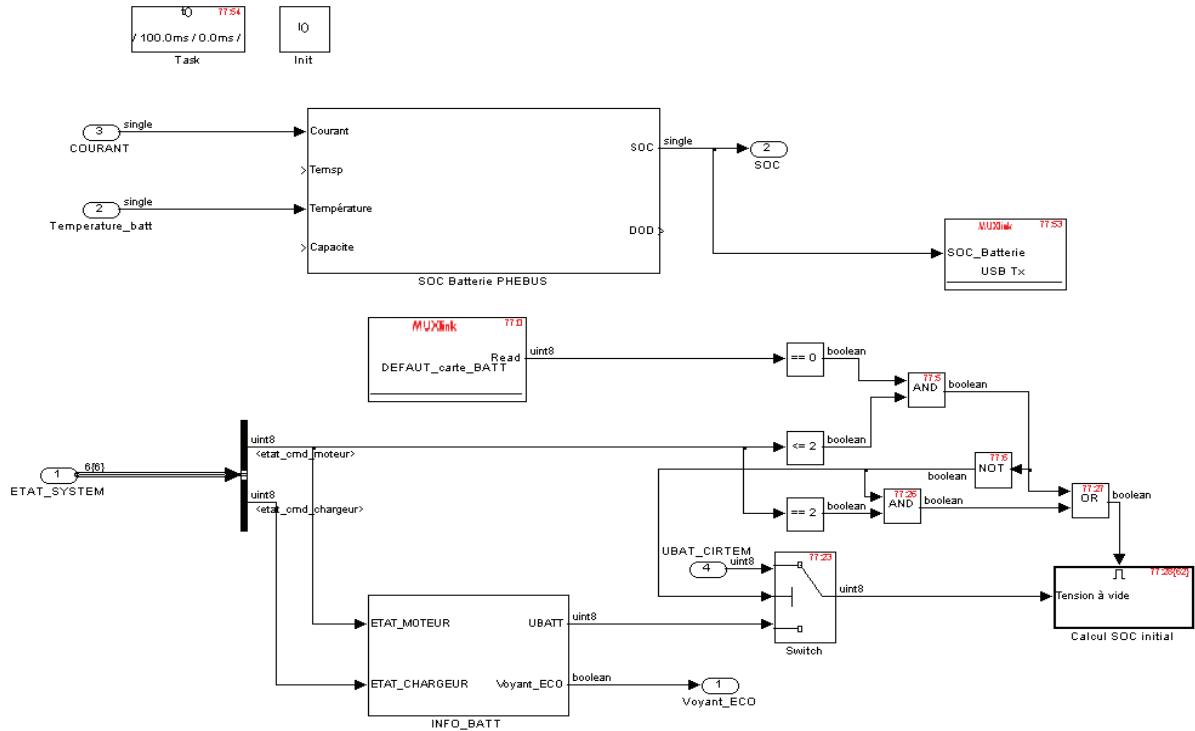 t() 77:54
/ 100.0ms / 0.0ms /
Task
I()
Init
3
single
COURANT
Courant
SOC
single
2
SOC
Temsp
2
single
Temperature_batt
Température
Capacite
DOD
SOC Batterie PHEBUS
MUXlink 77:53
SOC_Batterie
USB Tx
MUXlink
Read
uint8
DEFAUT_carte_BATT
== 0
boolean
77:5
AND
boolean
uint8
<etat_cmd_moteur>
<= 2
boolean
1
6{6}
ETAT_SYSTEM
uint8
<etat_cmd_chargeur>
77:6
NOT
boolean
== 2
boolean
77:26
AND
boolean
77:27
OR
boolean
UBAT_CIRTEM
4
uint8
77:23
uint8
Switch
77:28{62}
Tension à vide
Calcul SOC initial
ETAT_MOTEUR
UBATT
uint8
ETAT_CHARGEUR
Voyant_ECO
boolean
1
Voyant_ECO
INFO_BATT